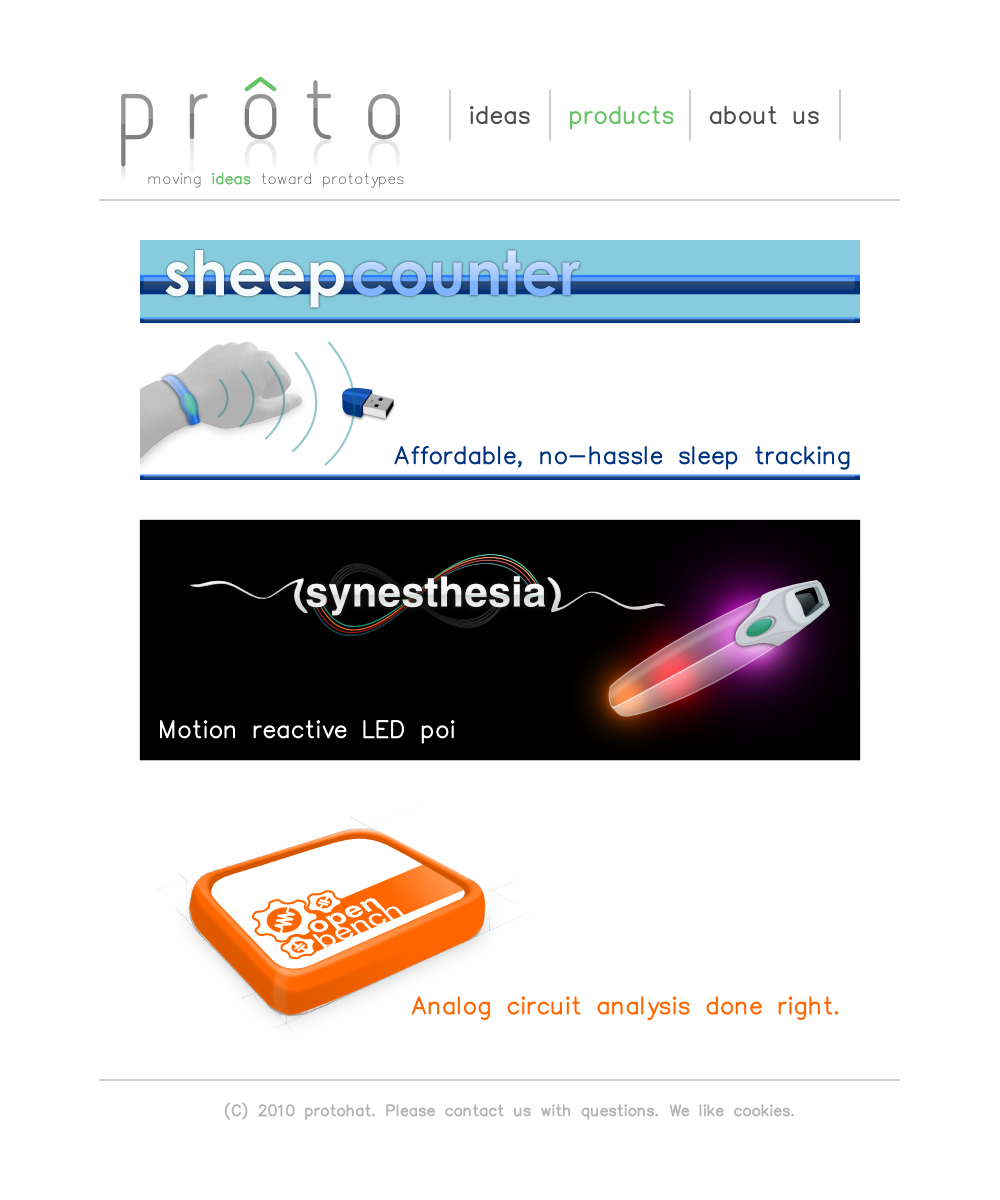 prôto
moving ideas toward prototypes
ideas
products
about us
sheepcounter
Affordable, no-hassle sleep tracking
(synesthesia)
Motion reactive LED poi
open
bench
Analog circuit analysis done right.
(C) 2010 protohat. Please contact us with questions. We like cookies.